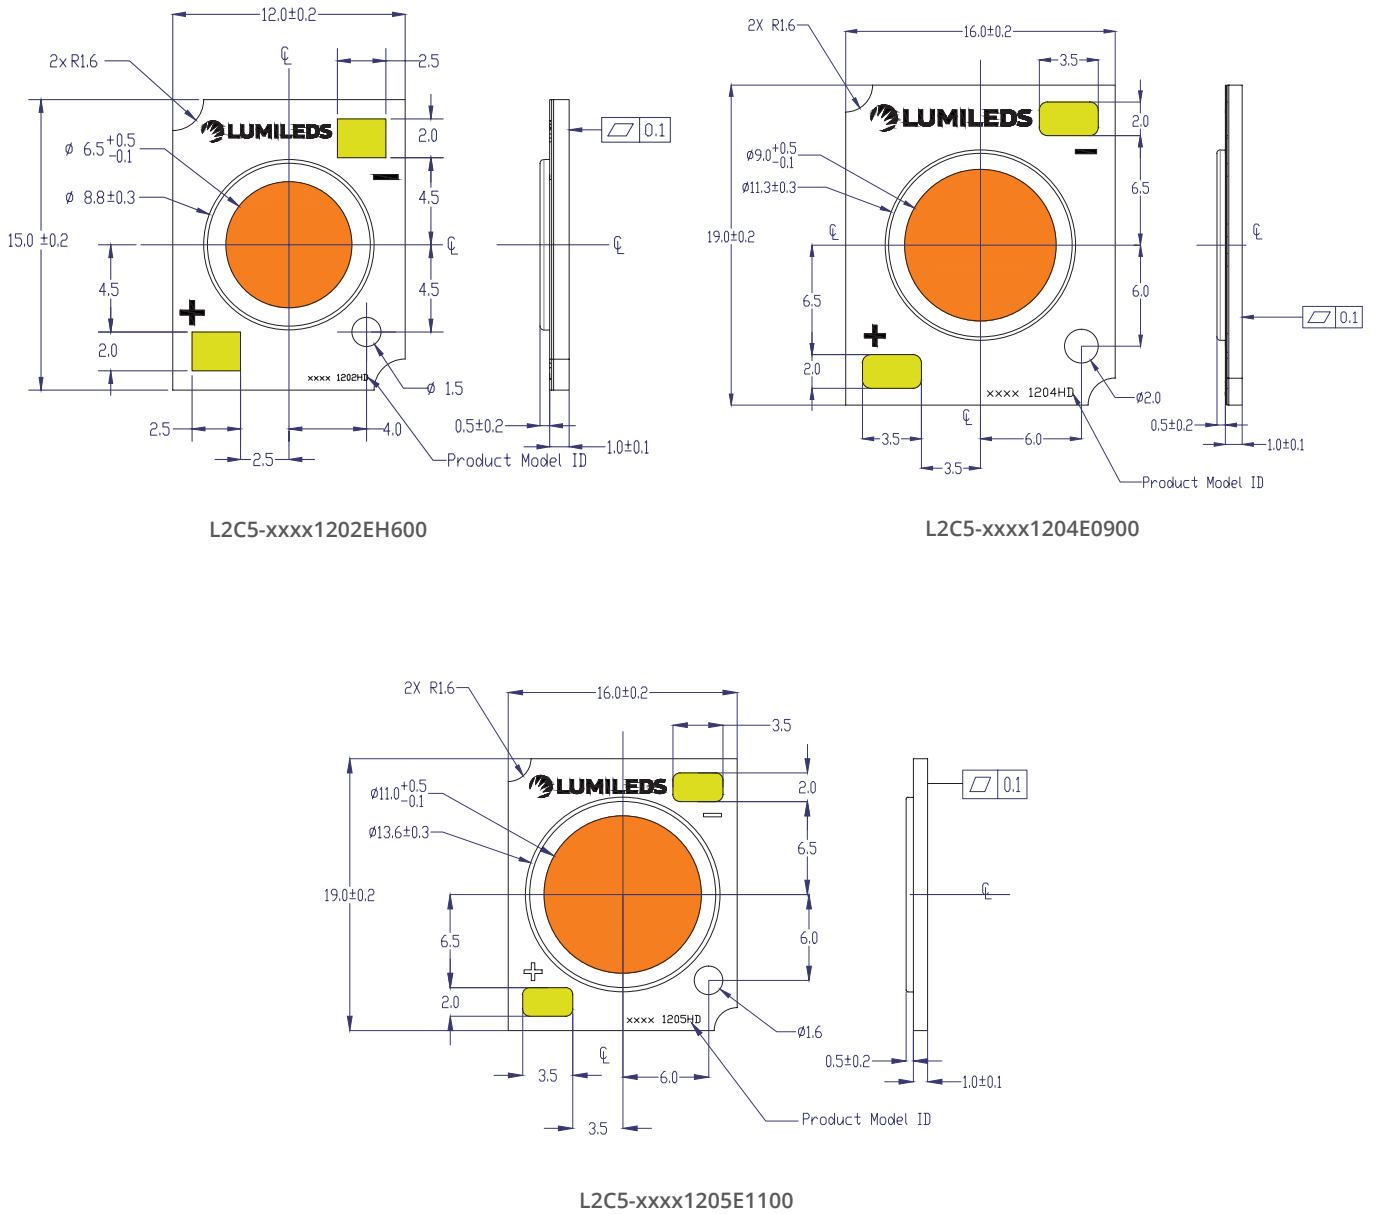 12.0±0.2
℄
2x R1.6
2.5
LUMILEDS
2.0
0.1
ø 6.5 +0.5 -0.1
ø 8.8±0.3
4.5
15.0 ±0.2
℄
℄
4.5
4.5
2.0
xxxx 1202HD
ø 1.5
2.5
4.0
0.5±0.2
1.0±0.1
2.5
Product Model ID
L2C5-xxxx1202EH600
2X R1.6
16.0±0.2
3.5
LUMILEDS
2.0
ø9.0 +0.5 -0.1
ø11.3±0.3
6.5
19.0±0.2
℄
℄
6.5
6.0
0.1
2.0
xxxx 1204HD
ø2.0
℄
0.5±0.2
3.5
6.0
1.0±0.1
3.5
Product Model ID
L2C5-xxxx1204E0900
2X R1.6
16.0±0.2
3.5
LUMILEDS
2.0
0.1
ø11.0 +0.5 -0.1
ø13.6±0.3
6.5
19.0±0.2
℄
6.5
6.0
2.0
xxxx 1205HD
ø1.6
℄
0.5±0.2
3.5
6.0
1.0±0.1
3.5
Product Model ID
L2C5-xxxx1205E1100